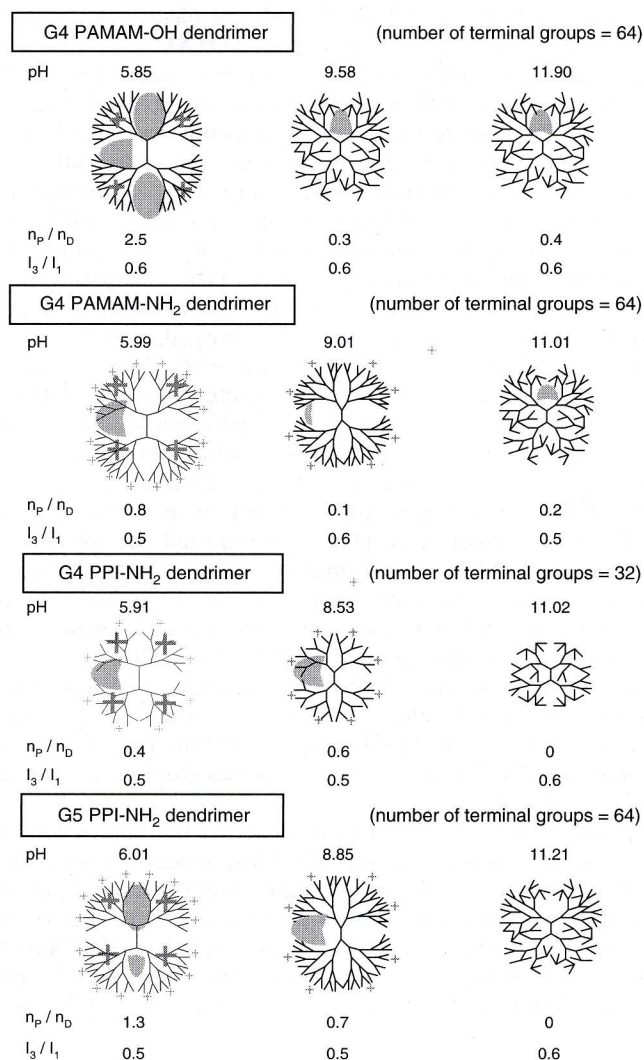 G4 PAMAM-OH dendrimer (number of terminal groups = 64)
pH 5.85 9.58 11.90
nP / nD 2.5 0.3 0.4
I3 / I1 0.6 0.6 0.6
G4 PAMAM-NH2 dendrimer (number of terminal groups = 64)
pH 5.99 9.01 11.01
nP / nD 0.8 0.1 0.2
I3 / I1 0.5 0.6 0.5
G4 PPI-NH2 dendrimer (number of terminal groups = 32)
pH 5.91 8.53 11.02
nP / nD 0.4 0.6 0
I3 / I1 0.5 0.5 0.6
G5 PPI-NH2 dendrimer (number of terminal groups = 64)
pH 6.01 8.85 11.21
nP / nD 1.3 0.7 0
I3 / I1 0.5 0.5 0.6